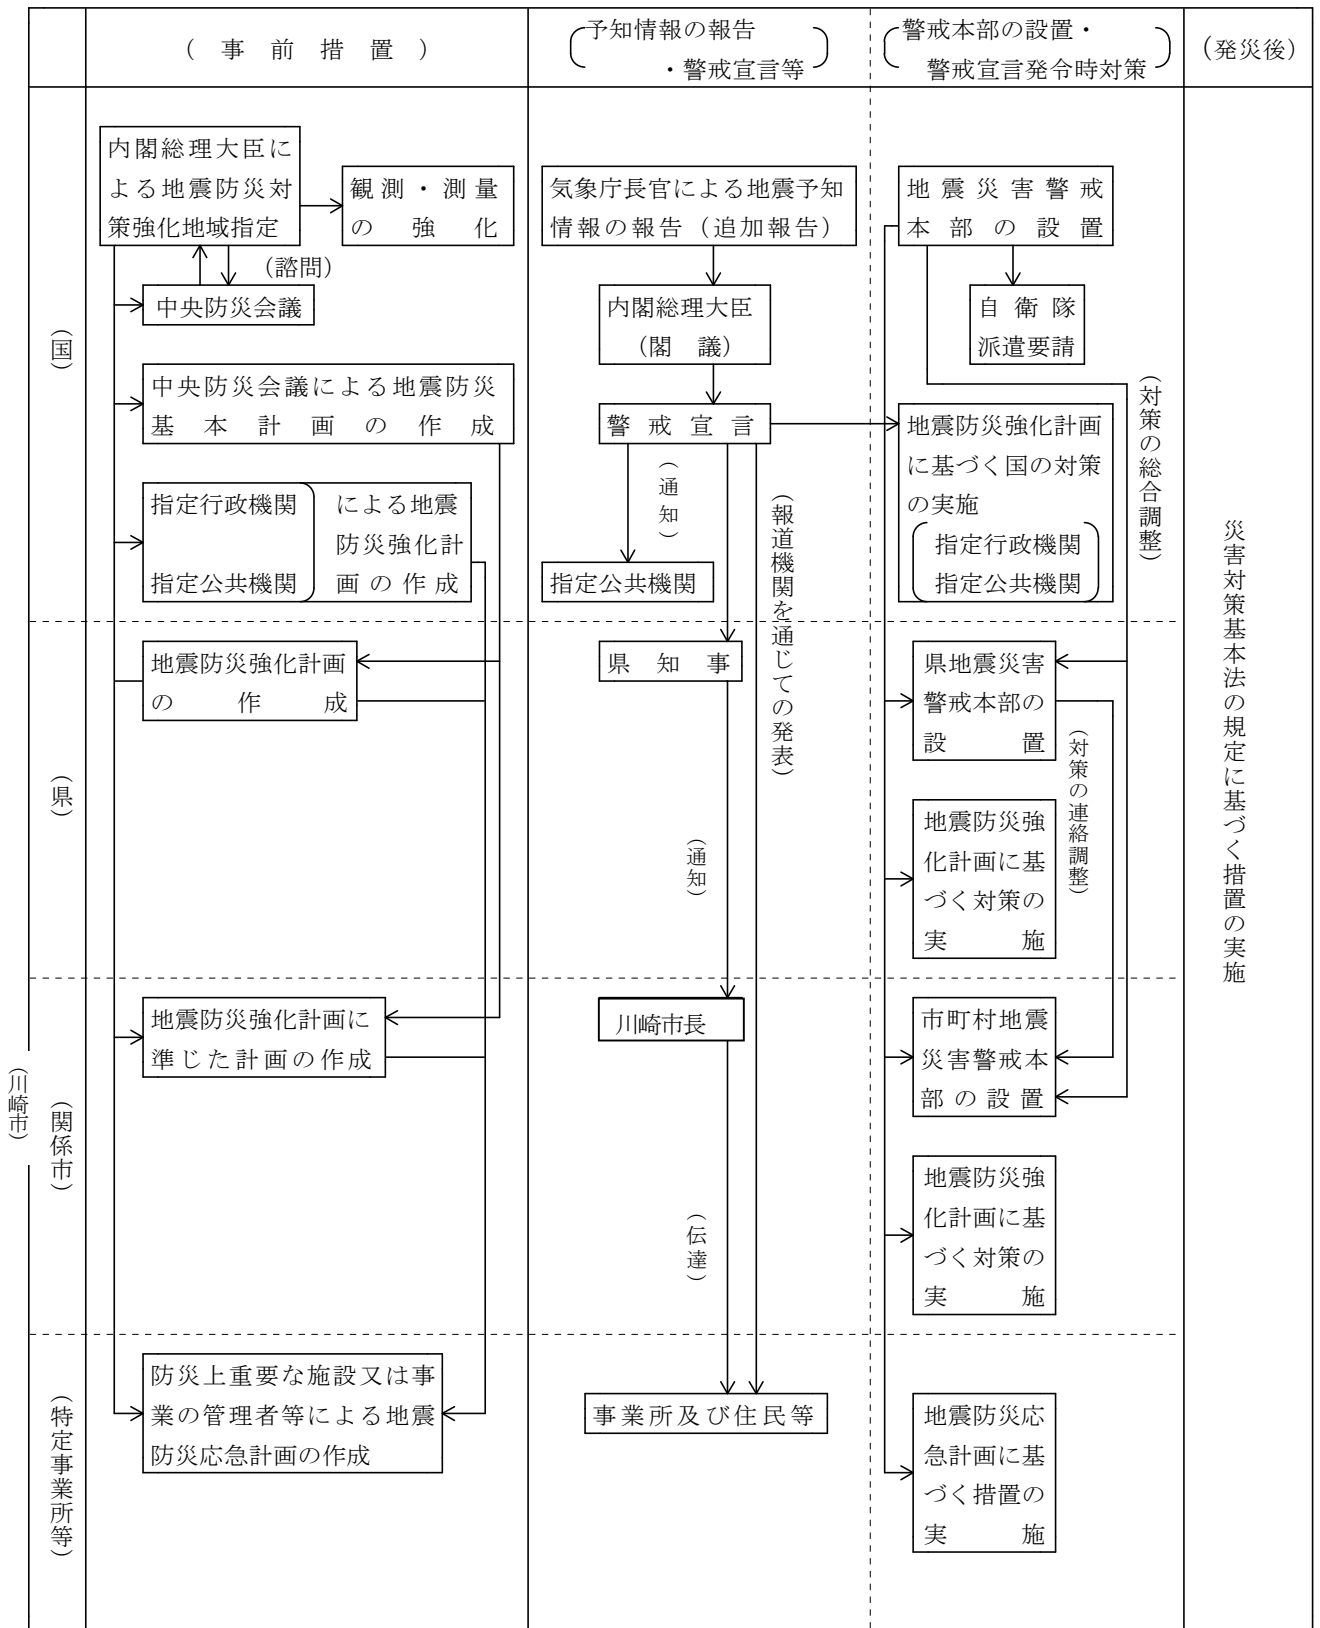 （事前措置）
予知情報の報告
・警戒宣言等
警戒本部の設置・
警戒宣言発令時対策
（発災後）
（国）
内閣総理大臣に
よる地震防災対
策強化地域指定
観測・測量
の強化
（諮問）
中央防災会議
中央防災会議による地震防災
基本計画の作成
指定行政機関
指定公共機関
による地震
防災強化計
画の作成
気象庁長官による地震予知
情報の報告（追加報告）
内閣総理大臣
（閣議）
警戒宣言
（通知）
指定公共機関
（報道機関を通じての発表）
地震災害警戒
本部の設置
自衛隊
派遣要請
地震防災強化計画
に基づく国の対策
の実施
指定行政機関
指定公共機関
（対策の総合調整）
災害対策基本法の規定に基づく措置の実施
（県）
地震防災強化計画
の作成
県知事
（通知）
県地震災害
警戒本部の
設置
（対策の連絡調整）
地震防災強
化計画に基
づく対策の
実施
（川崎市）
（関係市）
地震防災強化計画に
準じた計画の作成
川崎市長
（伝達）
市町村地震
災害警戒本
部の設置
地震防災強
化計画に基
づく対策の
実施
（特定事業所等）
防災上重要な施設又は事
業の管理者等による地震
防災応急計画の作成
事業所及び住民等
地震防災応
急計画に基
づく措置の
実施